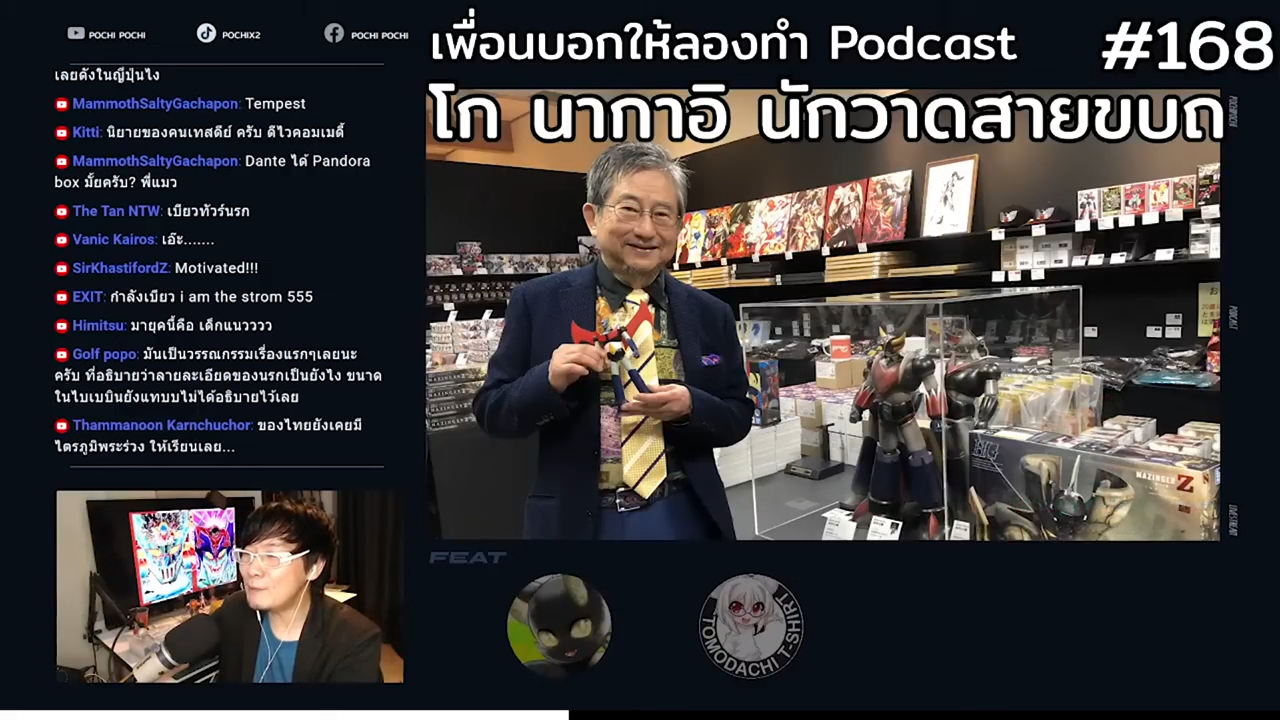 POCHI POCHI
POCHIX2
POCHI POCHI
เพื่อนบอกให้ลองทำ Podcast
#168
โก นากาอิ นักวาดสายขบถ
เลยดังในญี่ปุ่นไง
MammothSaltyGachapon: Tempest
Kitti: นิยายของคนเทสดีย์ ครับ ดีไวคอมเมดี้
MammothSaltyGachapon: Dante ได้ Pandora
box มั้ยครับ? พี่แมว
The Tan NTW: เบียทัวร์นรก
Vanic Kairos: เอ๊ะ.......
SirKhastifordZ: Motivated!!!
EXIT: กำลังเบียว i am the strom 555
Himitsu: มายุคนี้คือ เด็กแนวววว
Golf popo: มันเป็นวรรณกรรมเรื่องแรกๆเลยนะ
ครับ ที่อธิบายว่าลายละเอียดของนรกเป็นยังไง ขนาด
ในไบเบบินยังแทบบไม่ได้อธิบายไว้เลย
Thammanoon Karnchuchor: ของไทยยังเคยมี
ไตรภูมิพระร่วง ให้เรียนเลย...
PODCAST
LIVESTREAM
HG
MAZINGER Z
FEAT
TOMODACHI T-SHIRT